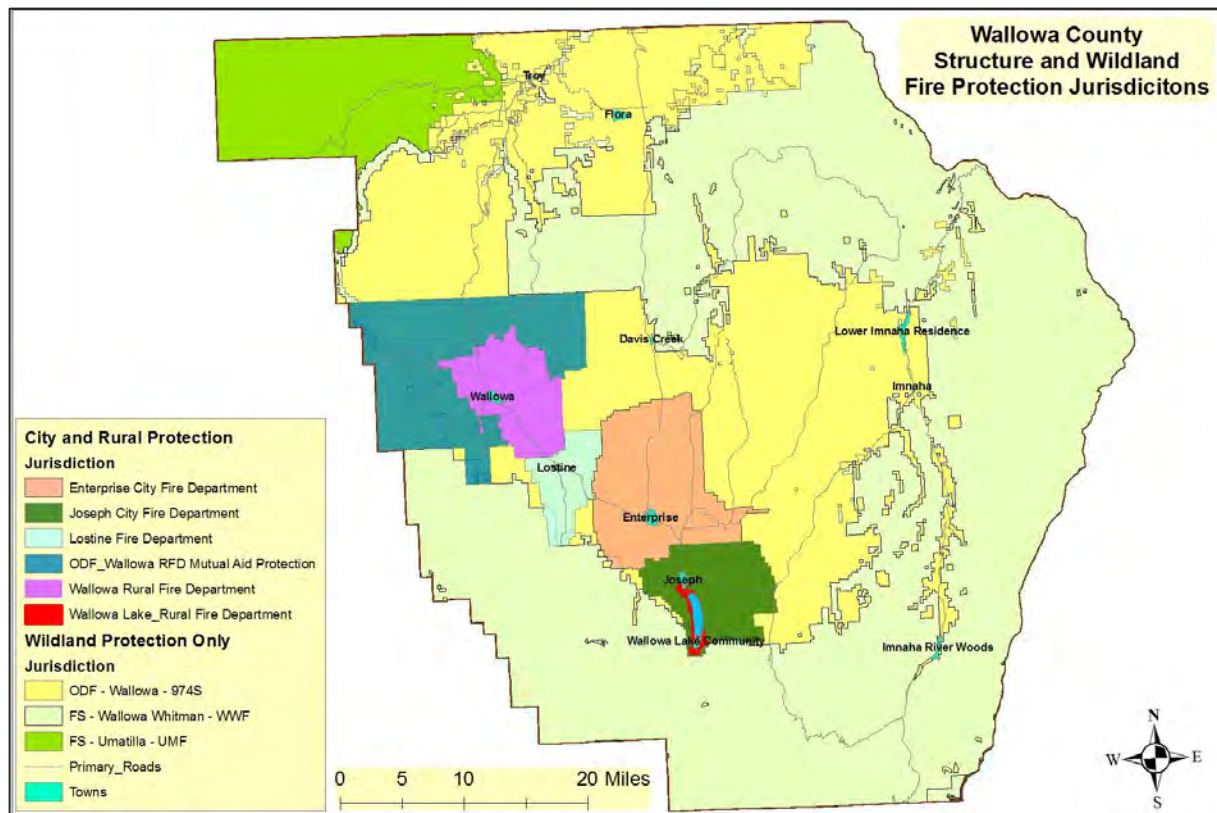 Wallowa County
Structure and Wildland
Fire Protection Jurisdicitons
Troy
Flora
Davis Creek
Lower Imnaha Residence
Imnaha
Wallowa
Lostine
Enterprise
Joseph
Wallowa Lake Community
Imnaha River Woods
City and Rural Protection
Jurisdiction
Enterprise City Fire Department
Joseph City Fire Department
Lostine Fire Department
ODF_Wallowa RFD Mutual Aid Protection
Wallowa Rural Fire Department
Wallowa Lake_Rural Fire Department
Wildland Protection Only
Jurisdiction
ODF - Wallowa - 974S
FS - Wallowa Whitman - WWF
FS - Umatilla - UMF
Primary_Roads
Towns
0 5 10 20 Miles
N
W E
S